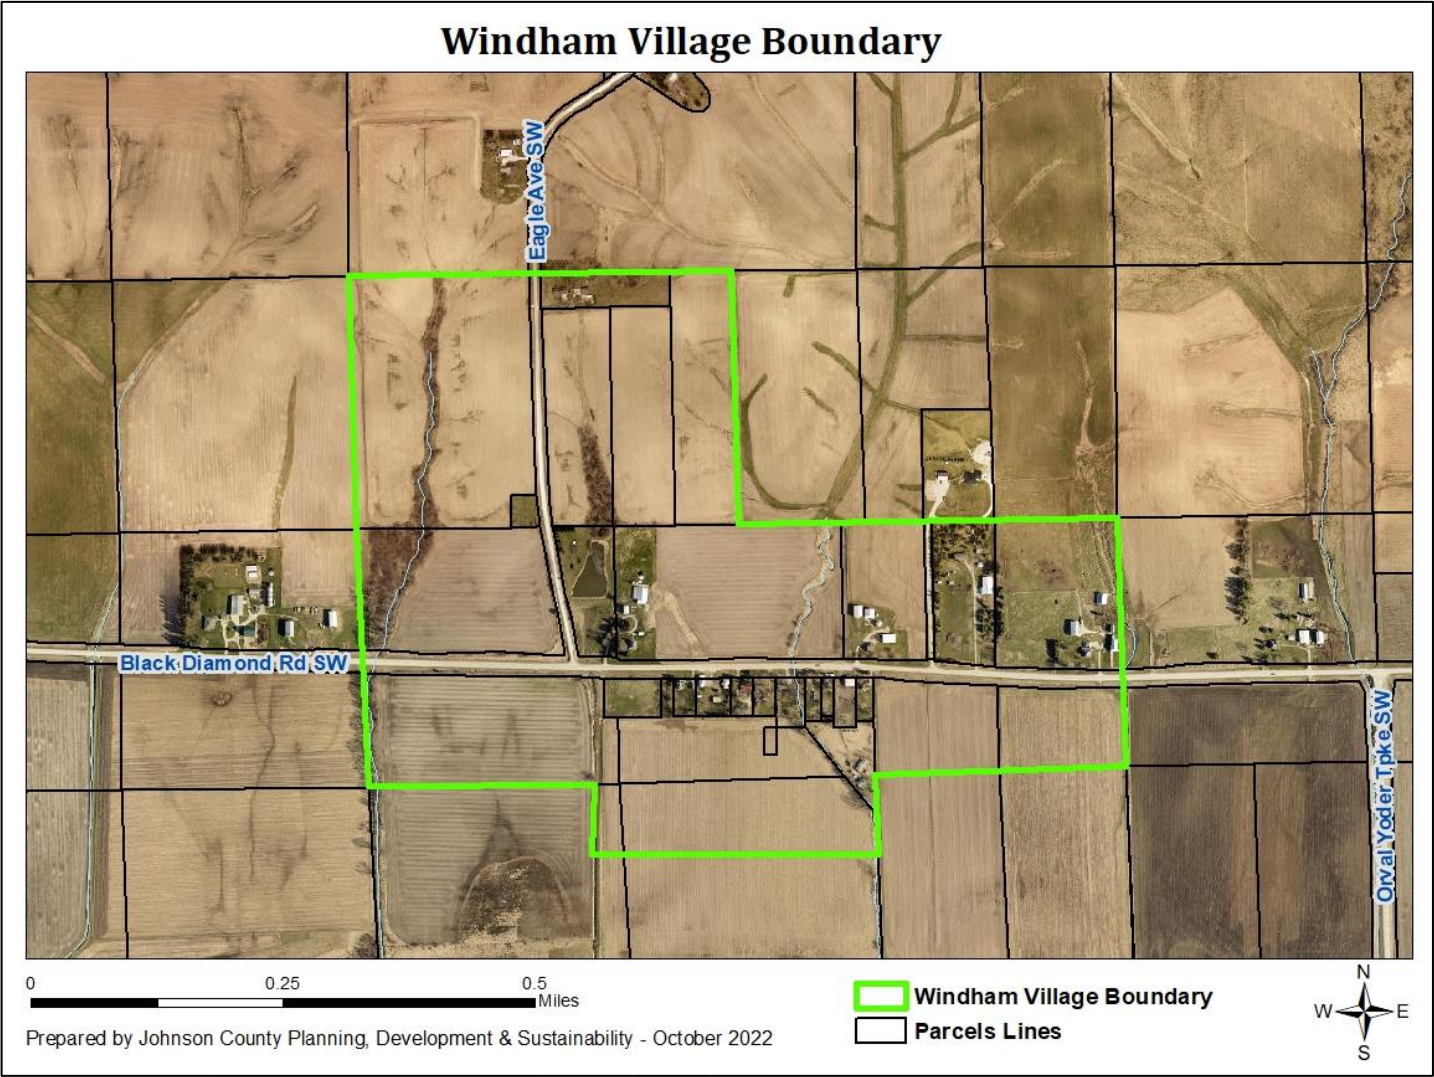 Windham Village Boundary
Eagle Ave SW
Black Diamond Rd SW
Orval Yoder Tpke SW
0 0.25 0.5
Miles
Prepared by Johnson County Planning, Development & Sustainability - October 2022
Windham Village Boundary
Parcels Lines
N
W E
S